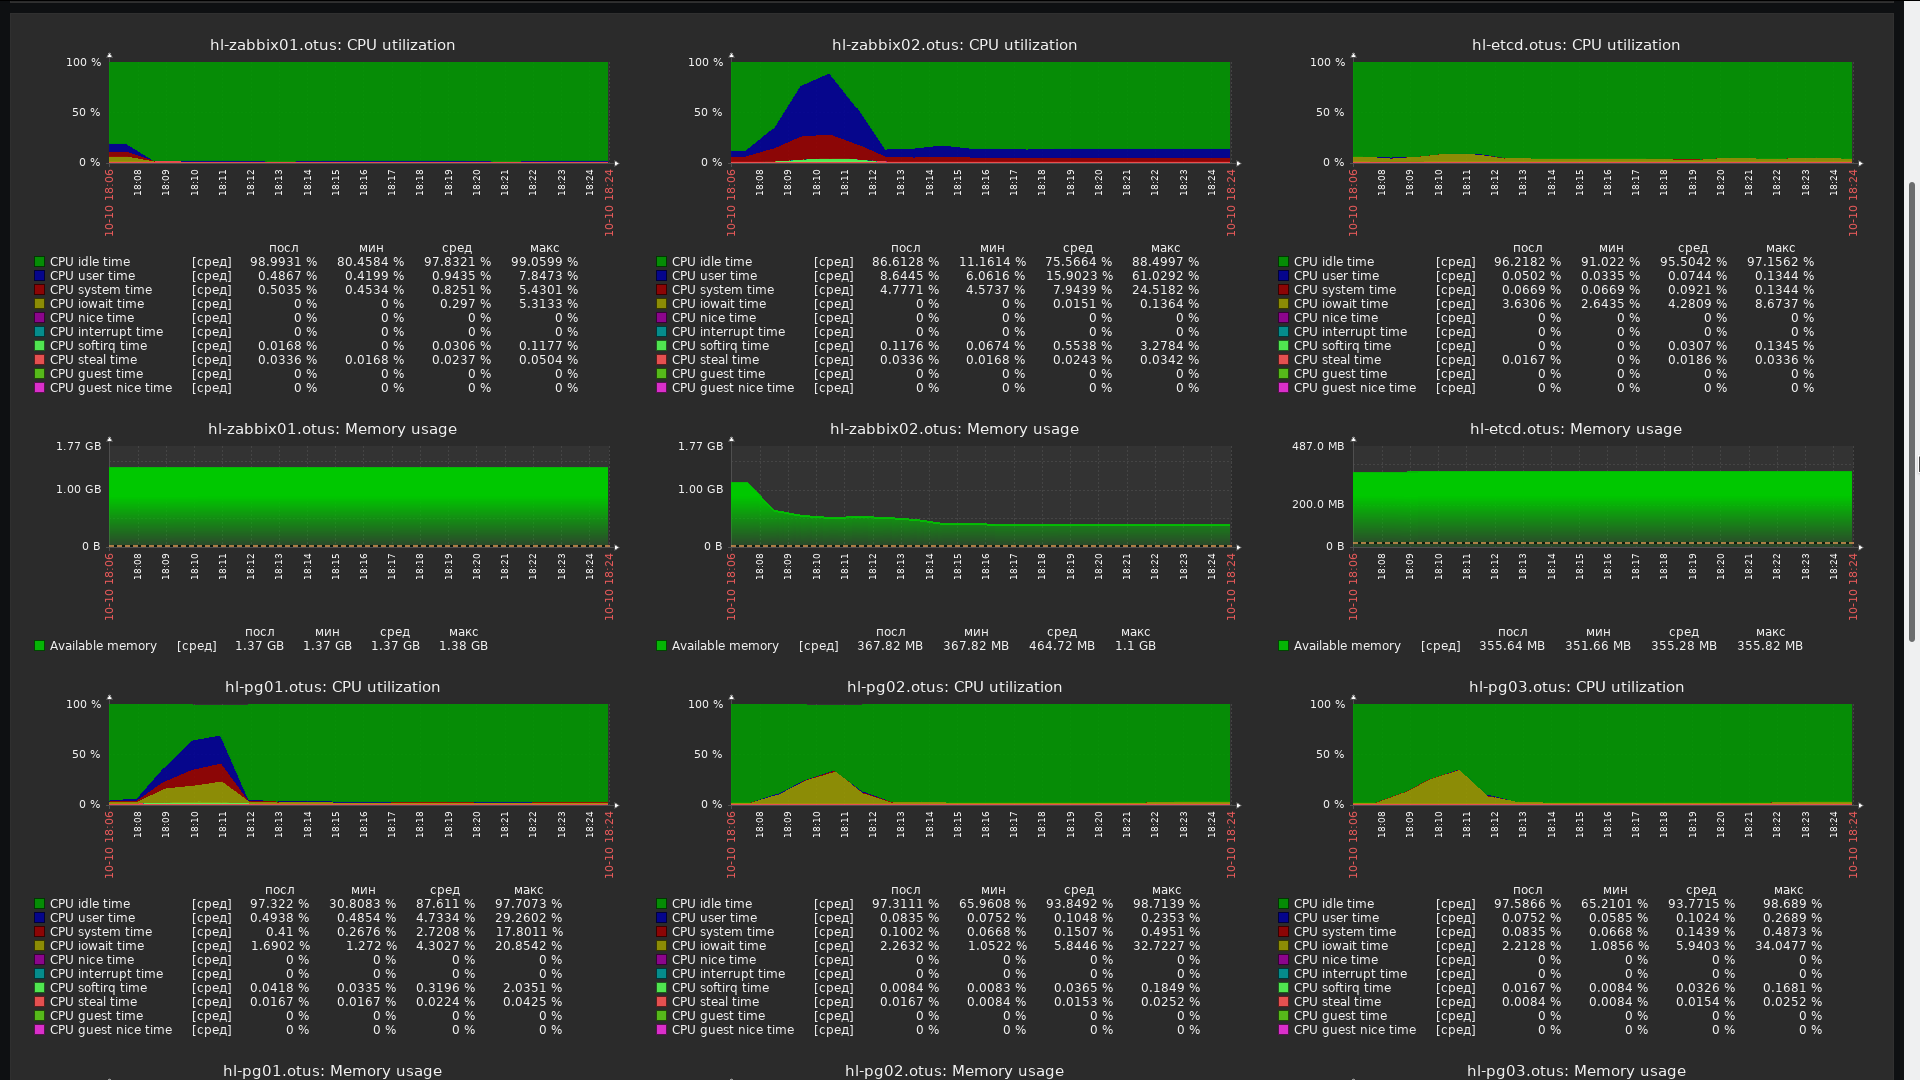 hl-zabbix01.otus: CPU utilization
100 %
50 %
0 %
10-10 18:06 18:08 18:09 18:10 18:11 18:12 18:13 18:14 18:15 18:16 18:17 18:18 18:19 18:20 18:21 18:22 18:23 18:24 10-10 18:24
посл мин сред макс
CPU idle time [сред] 98.9931 % 80.4584 % 97.8321 % 99.0599 %
CPU user time [сред] 0.4867 % 0.4199 % 0.9435 % 7.8473 %
CPU system time [сред] 0.5035 % 0.4534 % 0.8251 % 5.4301 %
CPU iowait time [сред] 0 % 0 % 0.297 % 5.3133 %
CPU nice time [сред] 0 % 0 % 0 % 0 %
CPU interrupt time [сред] 0 % 0 % 0 % 0 %
CPU softirq time [сред] 0.0168 % 0 % 0.0306 % 0.1177 %
CPU steal time [сред] 0.0336 % 0.0168 % 0.0237 % 0.0504 %
CPU guest time [сред] 0 % 0 % 0 % 0 %
CPU guest nice time [сред] 0 % 0 % 0 % 0 %
hl-zabbix02.otus: CPU utilization
100 %
50 %
0 %
10-10 18:06 18:08 18:09 18:10 18:11 18:12 18:13 18:14 18:15 18:16 18:17 18:18 18:19 18:20 18:21 18:22 18:23 18:24 10-10 18:24
посл мин сред макс
CPU idle time [сред] 86.6128 % 11.1614 % 75.5664 % 88.4997 %
CPU user time [сред] 8.6445 % 6.0616 % 15.9023 % 61.0292 %
CPU system time [сред] 4.7771 % 4.5737 % 7.9439 % 24.5182 %
CPU iowait time [сред] 0 % 0 % 0.0151 % 0.1364 %
CPU nice time [сред] 0 % 0 % 0 % 0 %
CPU interrupt time [сред] 0 % 0 % 0 % 0 %
CPU softirq time [сред] 0.1176 % 0.0674 % 0.5538 % 3.2784 %
CPU steal time [сред] 0.0336 % 0.0168 % 0.0243 % 0.0342 %
CPU guest time [сред] 0 % 0 % 0 % 0 %
CPU guest nice time [сред] 0 % 0 % 0 % 0 %
hl-etcd.otus: CPU utilization
100 %
50 %
0 %
10-10 18:06 18:08 18:09 18:10 18:11 18:12 18:13 18:14 18:15 18:16 18:17 18:18 18:19 18:20 18:21 18:22 18:23 18:24 10-10 18:24
посл мин сред макс
CPU idle time [сред] 96.2182 % 91.022 % 95.5042 % 97.1562 %
CPU user time [сред] 0.0502 % 0.0335 % 0.0744 % 0.1344 %
CPU system time [сред] 0.0669 % 0.0669 % 0.0921 % 0.1344 %
CPU iowait time [сред] 3.6306 % 2.6435 % 4.2809 % 8.6737 %
CPU nice time [сред] 0 % 0 % 0 % 0 %
CPU interrupt time [сред] 0 % 0 % 0 % 0 %
CPU softirq time [сред] 0 % 0 % 0.0307 % 0.1345 %
CPU steal time [сред] 0.0167 % 0 % 0.0186 % 0.0336 %
CPU guest time [сред] 0 % 0 % 0 % 0 %
CPU guest nice time [сред] 0 % 0 % 0 % 0 %
hl-zabbix01.otus: Memory usage
1.77 GB
1.00 GB
0 B
10-10 18:06 18:08 18:09 18:10 18:11 18:12 18:13 18:14 18:15 18:16 18:17 18:18 18:19 18:20 18:21 18:22 18:23 18:24 10-10 18:24
посл мин сред макс
Available memory [сред] 1.37 GB 1.37 GB 1.37 GB 1.38 GB
hl-zabbix02.otus: Memory usage
1.77 GB
1.00 GB
0 B
10-10 18:06 18:08 18:09 18:10 18:11 18:12 18:13 18:14 18:15 18:16 18:17 18:18 18:19 18:20 18:21 18:22 18:23 18:24 10-10 18:24
посл мин сред макс
Available memory [сред] 367.82 MB 367.82 MB 464.72 MB 1.1 GB
hl-etcd.otus: Memory usage
487.0 MB
200.0 MB
0 B
10-10 18:06 18:08 18:09 18:10 18:11 18:12 18:13 18:14 18:15 18:16 18:17 18:18 18:19 18:20 18:21 18:22 18:23 18:24 10-10 18:24
посл мин сред макс
Available memory [сред] 355.64 MB 351.66 MB 355.28 MB 355.82 MB
hl-pg01.otus: CPU utilization
100 %
50 %
0 %
10-10 18:06 18:08 18:09 18:10 18:11 18:12 18:13 18:14 18:15 18:16 18:17 18:18 18:19 18:20 18:21 18:22 18:23 18:24 10-10 18:24
посл мин сред макс
CPU idle time [сред] 97.322 % 30.8083 % 87.611 % 97.7073 %
CPU user time [сред] 0.4938 % 0.4854 % 4.7334 % 29.2602 %
CPU system time [сред] 0.41 % 0.2676 % 2.7208 % 17.8011 %
CPU iowait time [сред] 1.6902 % 1.272 % 4.3027 % 20.8542 %
CPU nice time [сред] 0 % 0 % 0 % 0 %
CPU interrupt time [сред] 0 % 0 % 0 % 0 %
CPU softirq time [сред] 0.0418 % 0.0335 % 0.3196 % 2.0351 %
CPU steal time [сред] 0.0167 % 0.0167 % 0.0224 % 0.0425 %
CPU guest time [сред] 0 % 0 % 0 % 0 %
CPU guest nice time [сред] 0 % 0 % 0 % 0 %
hl-pg02.otus: CPU utilization
100 %
50 %
0 %
10-10 18:06 18:08 18:09 18:10 18:11 18:12 18:13 18:14 18:15 18:16 18:17 18:18 18:19 18:20 18:21 18:22 18:23 18:24 10-10 18:24
посл мин сред макс
CPU idle time [сред] 97.3111 % 65.9608 % 93.8492 % 98.7139 %
CPU user time [сред] 0.0835 % 0.0752 % 0.1048 % 0.2353 %
CPU system time [сред] 0.1002 % 0.0668 % 0.1507 % 0.4951 %
CPU iowait time [сред] 2.2632 % 1.0522 % 5.8446 % 32.7227 %
CPU nice time [сред] 0 % 0 % 0 % 0 %
CPU interrupt time [сред] 0 % 0 % 0 % 0 %
CPU softirq time [сред] 0.0084 % 0.0083 % 0.0365 % 0.1849 %
CPU steal time [сред] 0.0167 % 0.0084 % 0.0153 % 0.0252 %
CPU guest time [сред] 0 % 0 % 0 % 0 %
CPU guest nice time [сред] 0 % 0 % 0 % 0 %
hl-pg03.otus: CPU utilization
100 %
50 %
0 %
10-10 18:06 18:08 18:09 18:10 18:11 18:12 18:13 18:14 18:15 18:16 18:17 18:18 18:19 18:20 18:21 18:22 18:23 18:24 10-10 18:24
посл мин сред макс
CPU idle time [сред] 97.5866 % 65.2101 % 93.7715 % 98.689 %
CPU user time [сред] 0.0752 % 0.0585 % 0.1024 % 0.2689 %
CPU system time [сред] 0.0835 % 0.0668 % 0.1439 % 0.4873 %
CPU iowait time [сред] 2.2128 % 1.0856 % 5.9403 % 34.0477 %
CPU nice time [сред] 0 % 0 % 0 % 0 %
CPU interrupt time [сред] 0 % 0 % 0 % 0 %
CPU softirq time [сред] 0.0167 % 0.0084 % 0.0326 % 0.1681 %
CPU steal time [сред] 0.0084 % 0.0084 % 0.0154 % 0.0252 %
CPU guest time [сред] 0 % 0 % 0 % 0 %
CPU guest nice time [сред] 0 % 0 % 0 % 0 %
hl-pg01.otus: Memory usage
hl-pg02.otus: Memory usage
hl-pg03.otus: Memory usage